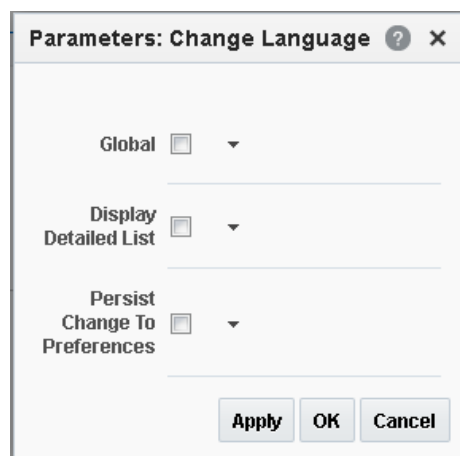 Parameters: Change Language ?
Global
Display
Detailed List
Persist
Change To
Preferences
Apply OK Cancel